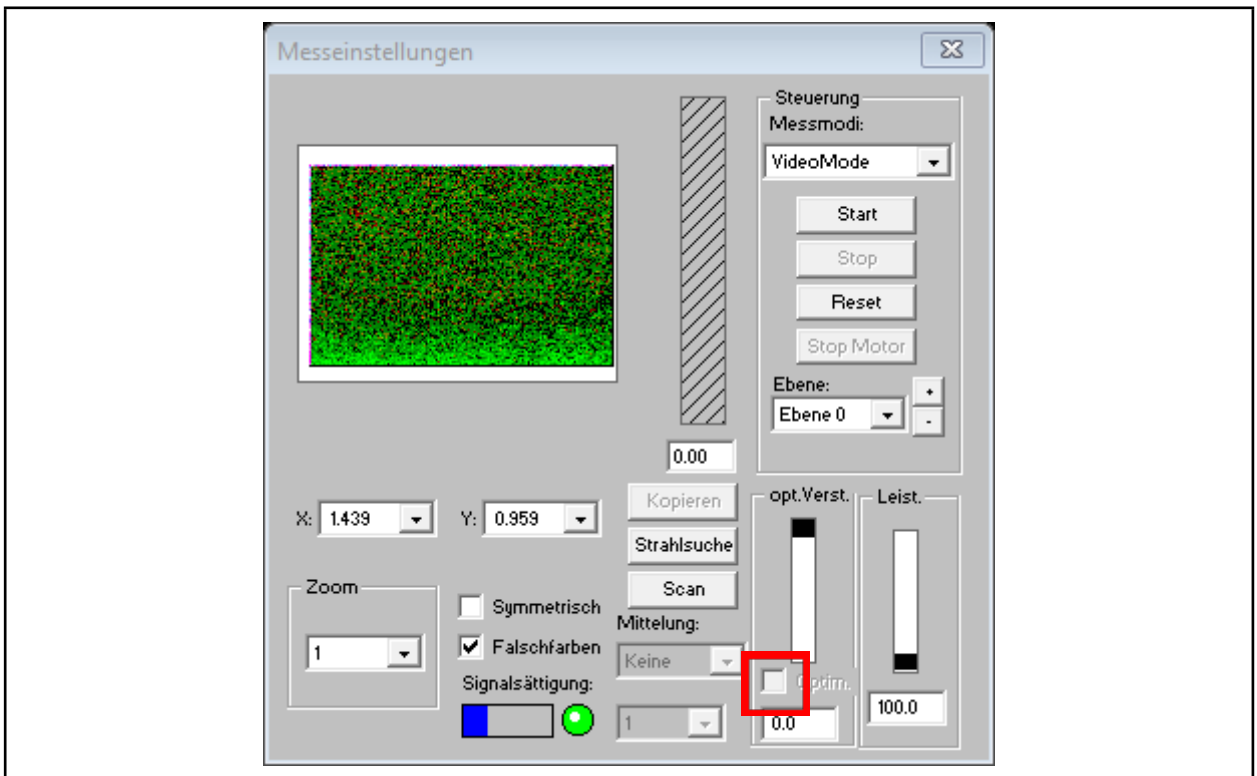 Messeinstellungen
Steuerung
Messmodi:
VideoMode
Start
Stop
Reset
Stop Motor
Ebene:
Ebene 0
+
-
0.00
Kopieren
Strahlsuche
Scan
X: 1.439
Y: 0.959
Zoom
1
Symmetrisch
Falschfarben
Signalsättigung:
Mittelung:
Keine
1
opt.Verst.
Optim.
0.0
Leist.
100.0